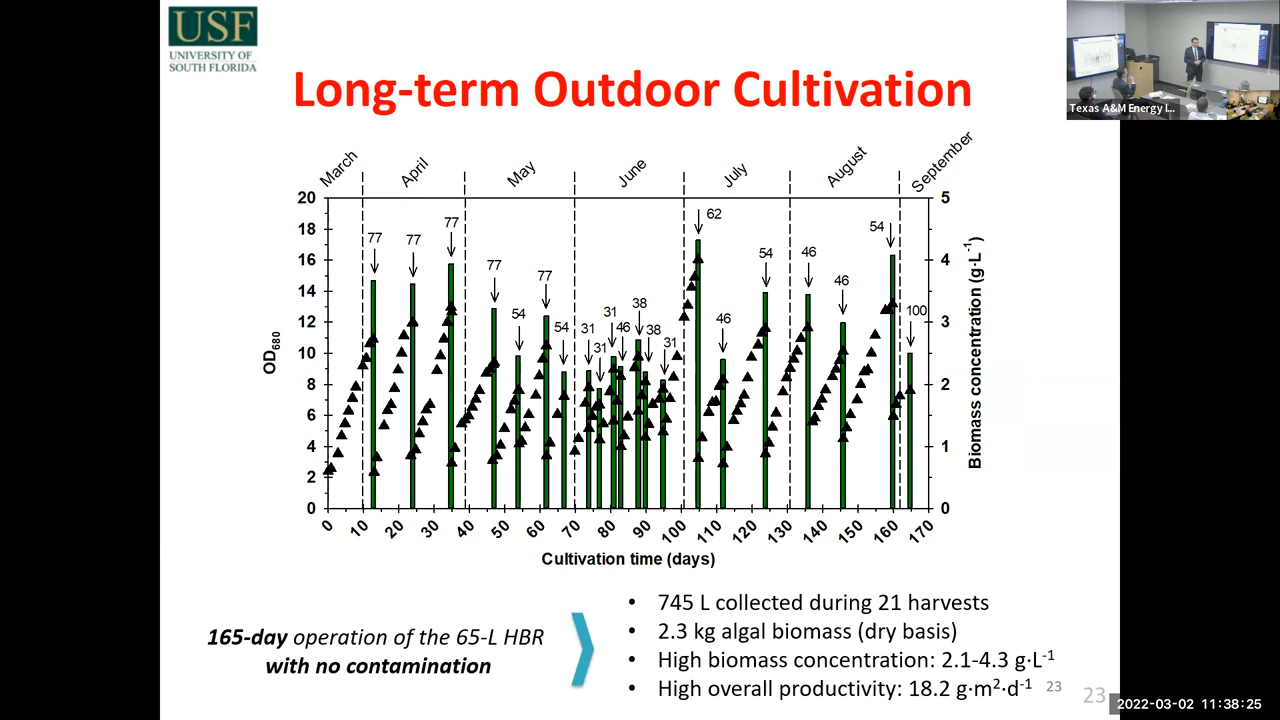 USF
UNIVERSITY OF
SOUTH FLORIDA
Texas A&M Energy I...
Long-term Outdoor Cultivation
March April May June July August September
20 18 16 14 12 10 8 6 4 2 0
OD680
77 77 77 77 54 77 54 31 31 31 46 38 38 31 62 46 54 46 46 54 100
5 4 3 2 1 0
Biomass concentration (g·L-1)
0 10 20 30 40 50 60 70 80 90 100 110 120 130 140 150 160 170
Cultivation time (days)
165-day operation of the 65-L HBR
with no contamination
• 745 L collected during 21 harvests
• 2.3 kg algal biomass (dry basis)
• High biomass concentration: 2.1-4.3 g·L-1
• High overall productivity: 18.2 g·m2·d-1
23
23
2022-03-02 11:38:25